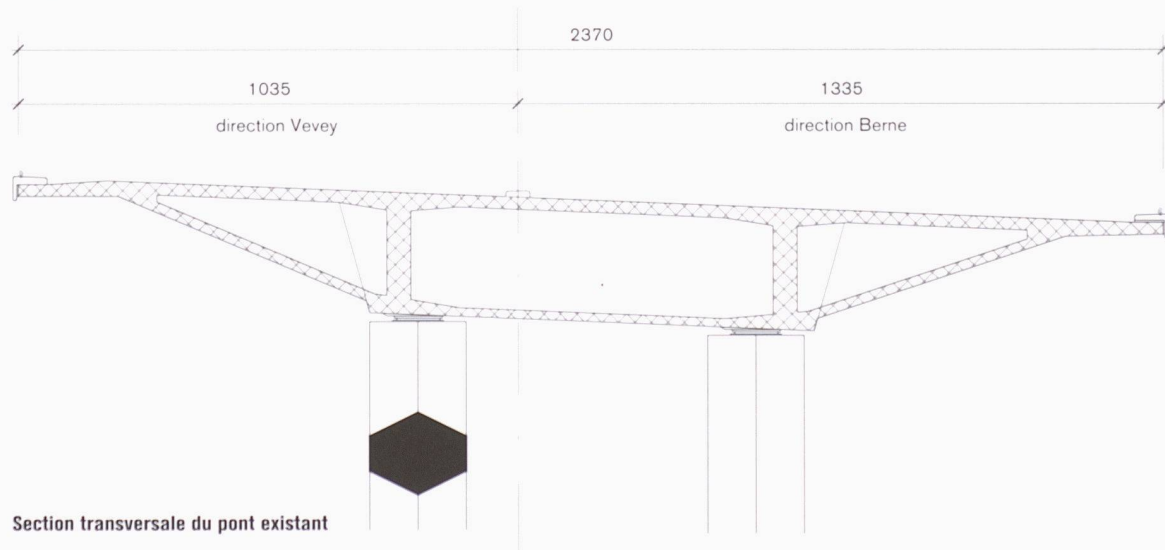 2370
1035
1335
direction Vevey
direction Berne
Section transversale du pont existant